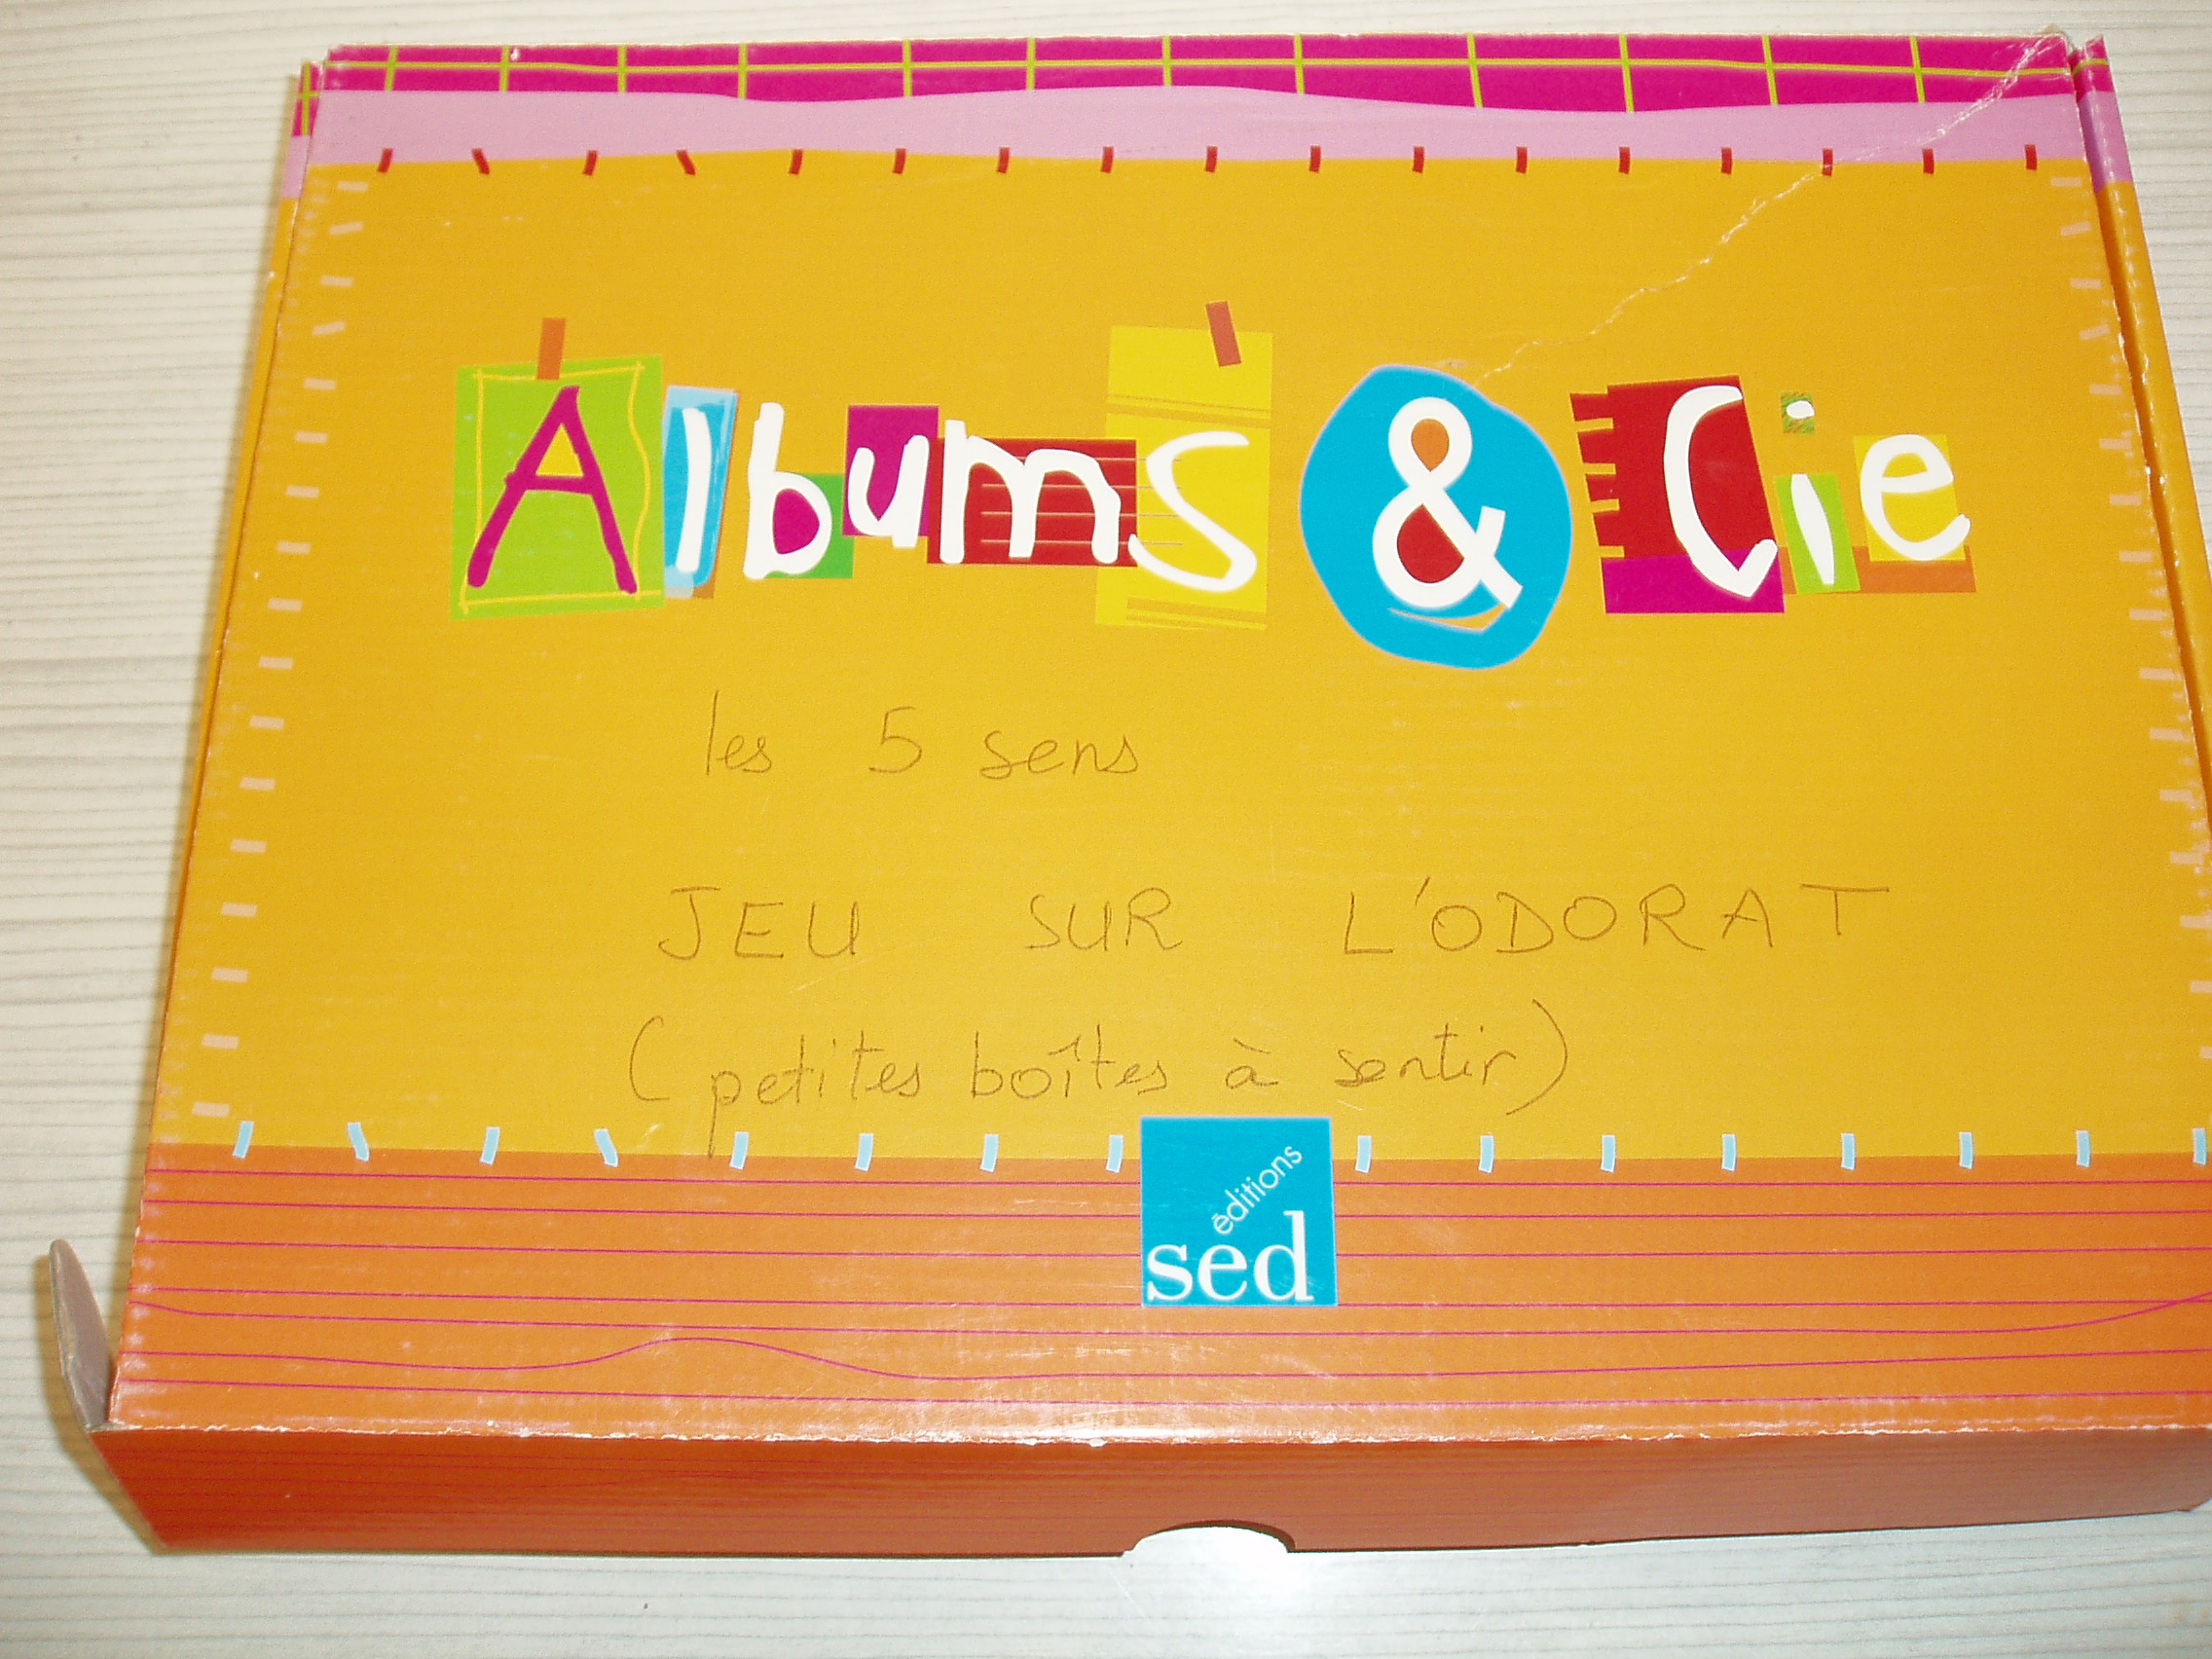 Albums & Cie
les 5 sens
JEU SUR L'ODORAT
(petites boîtes à sentir)
éditions
sed